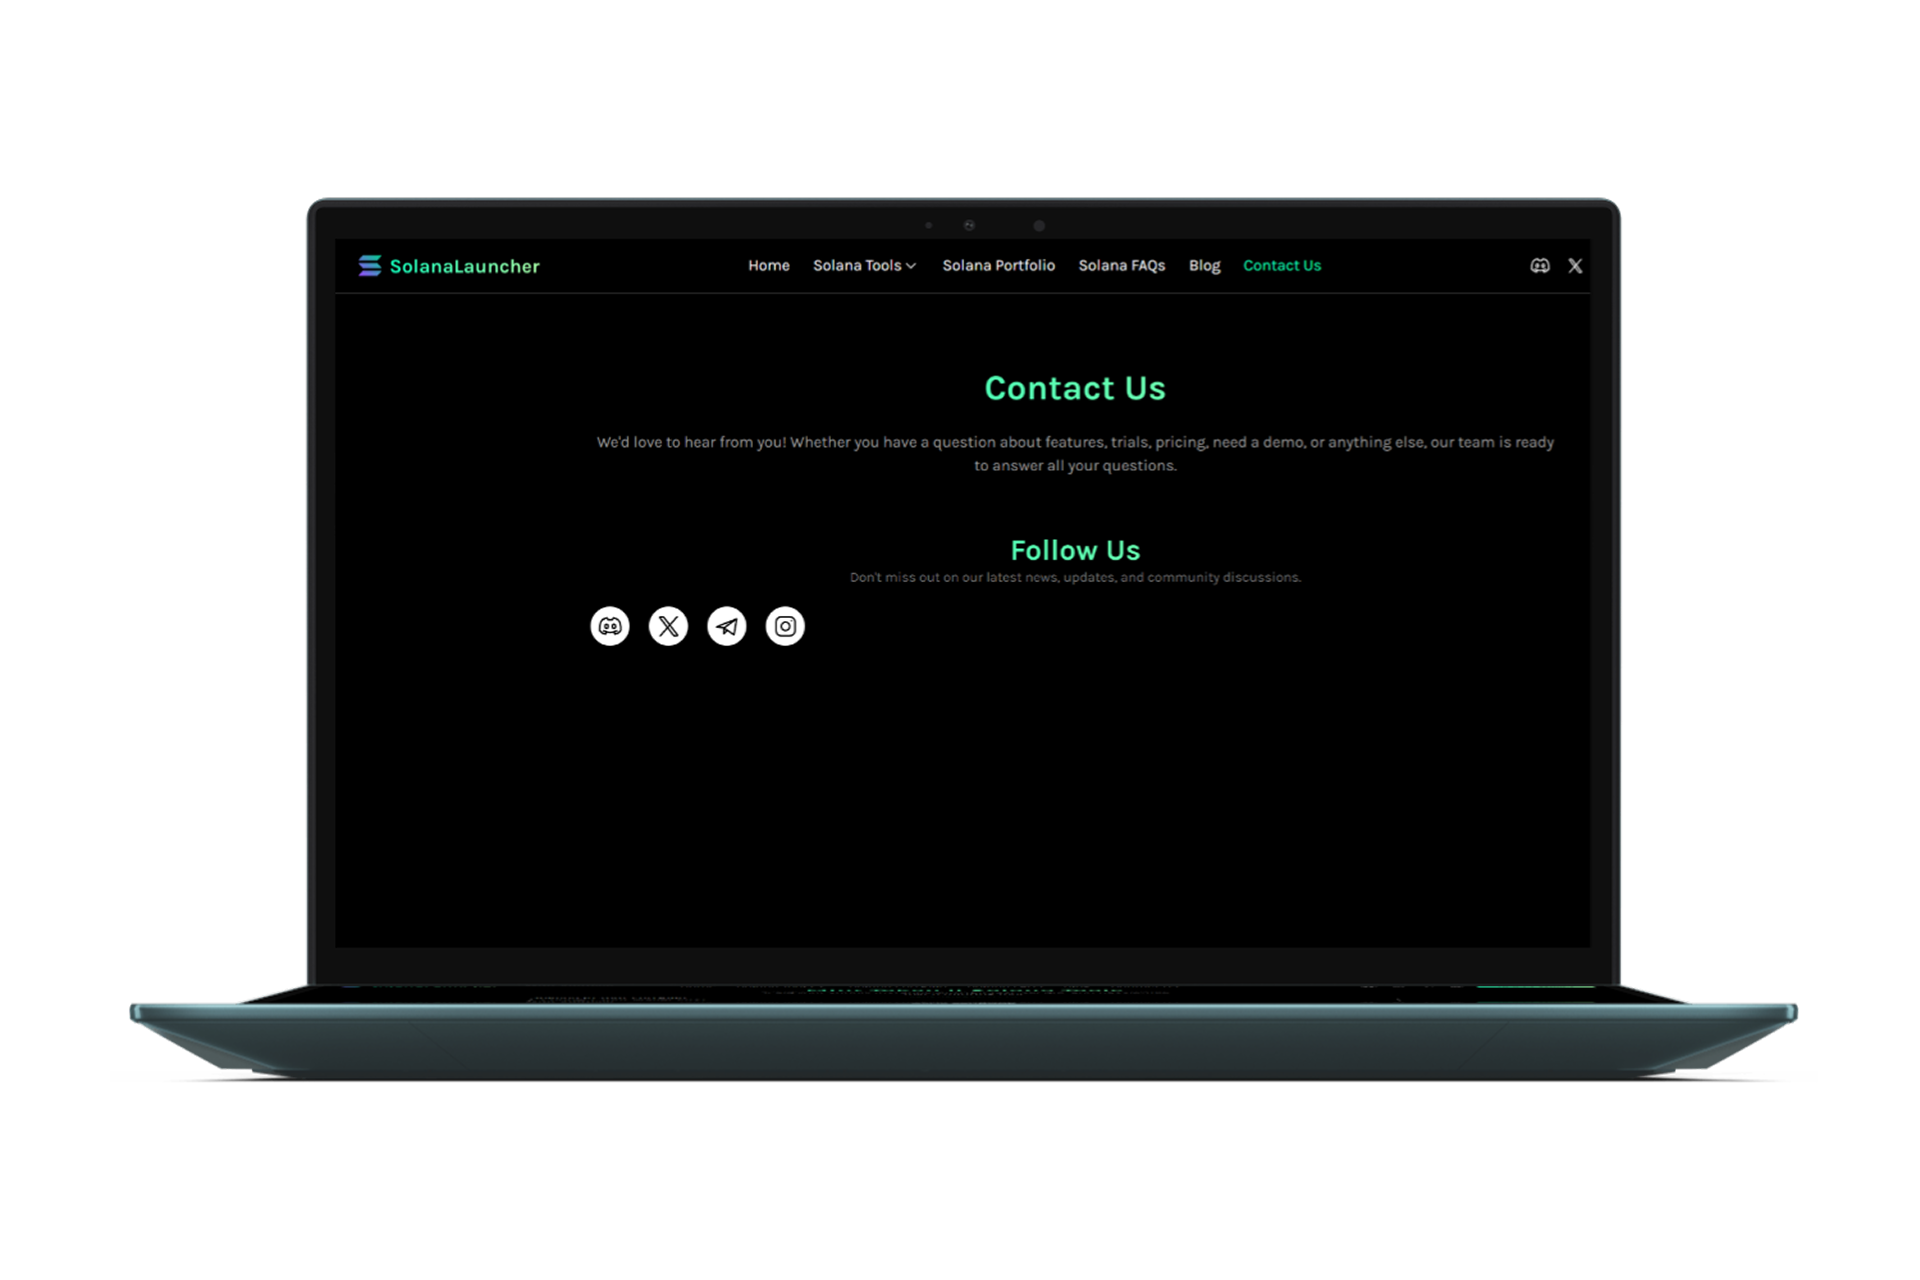 SolanaLauncher
Home Solana Tools Solana Portfolio Solana FAQs Blog Contact Us
Contact Us
We'd love to hear from you! Whether you have a question about features, trials, pricing, need a demo, or anything else, our team is ready
to answer all your questions.
Follow Us
Don't miss out on our latest news, updates, and community discussions.